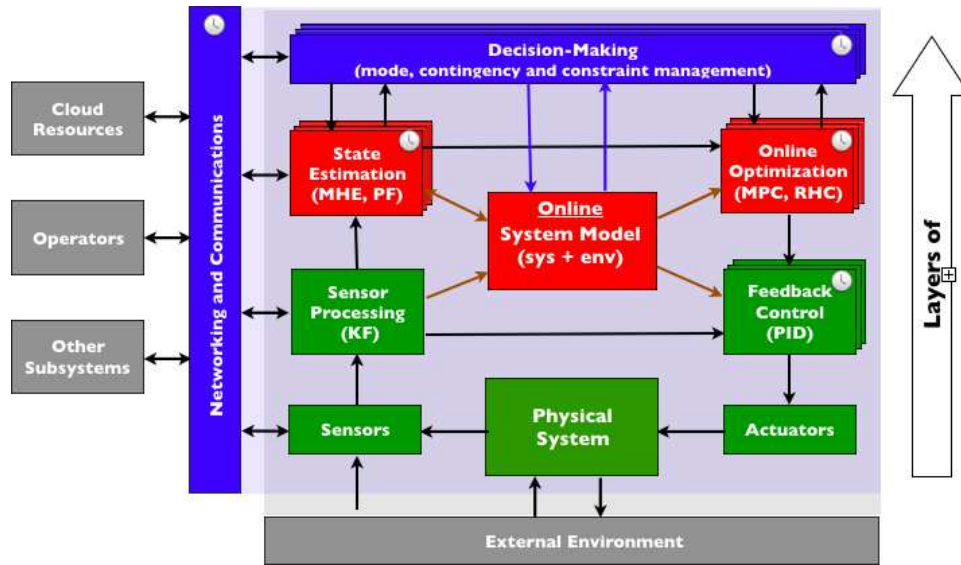 Decision-Making
(mode, contingency and constraint management)
Cloud
Resources
Networking and Communications
State
Estimation
(MHE, PF)
Online
Optimization
(MPC, RHC)
Online
System Model
(sys + env)
Operators
Sensor
Processing
(KF)
Feedback
Control
(PID)
Layers of
Other
Subsystems
Physical
System
Sensors
Actuators
External Environment